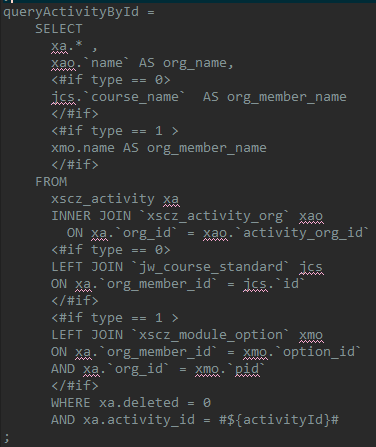 queryActivityById =
SELECT
xa.* ,
xao.`name` AS org_name,
<#if type == 0>
jcs.`course_name`  AS org_member_name
</#if>
<#if type == 1 >
xmo.name AS org_member_name
</#if>
FROM
xscz_activity xa
INNER JOIN `xscz_activity_org` xao
ON xa.`org_id` = xao.`activity_org_id`
<#if type == 0>
LEFT JOIN `jw_course_standard` jcs
ON xa.`org_member_id` = jcs.`id`
</#if>
<#if type == 1 >
LEFT JOIN `xscz_module_option` xmo
ON xa.`org_member_id` = xmo.`option_id`
AND xa.`org_id` = xmo.`pid`
</#if>
WHERE xa.deleted = 0
AND xa.activity_id = #${activityId}#
;